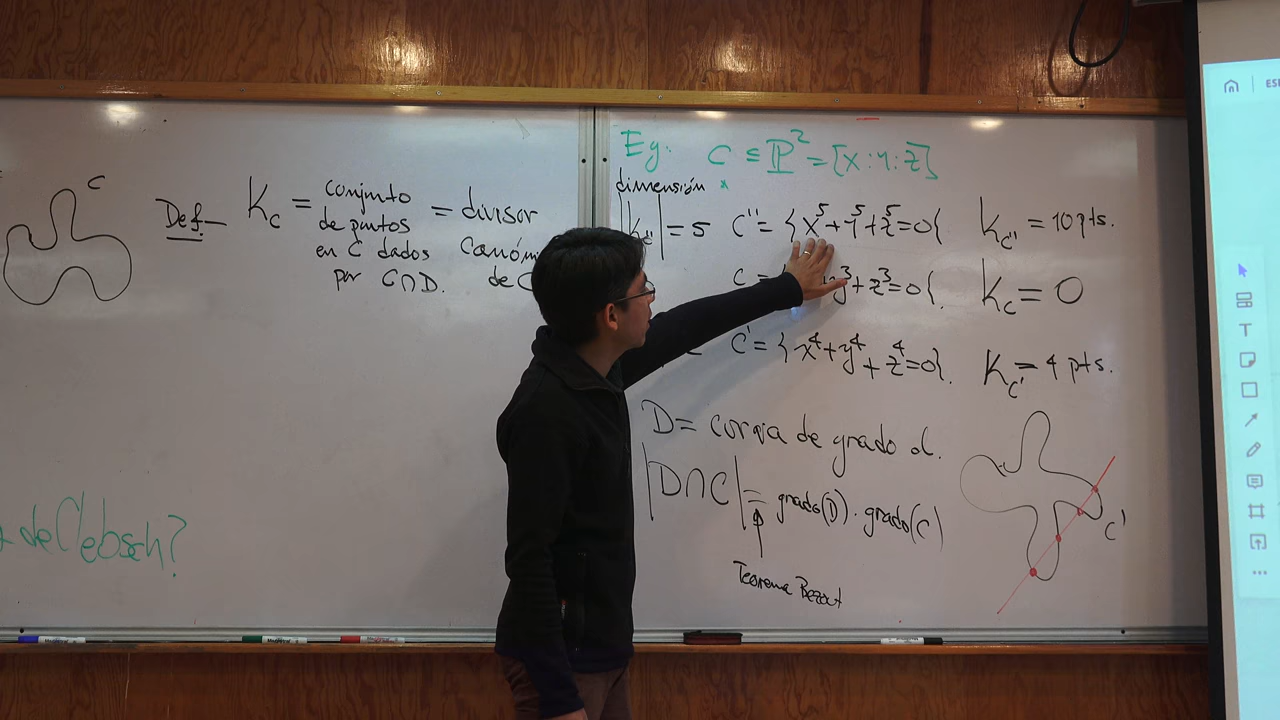 C
Def.- K_C = conjunto de puntos en C dados por C∩D. = divisor
de C
de Clebsch?
Eg. C ⊆ ℙ² = [X:Y:Z]
dimensión
|K_C''| = 5 C'' = {x⁵+y⁵+z⁵=0{ K_C'' = 10 pts.
C = y³+z³=0{. K_C = 0
C' = {x⁴+y⁴+z⁴=0}. K_C' = 4 pts.
D = curva de grado d.
|D∩C| = grado(D)·grado(C)
Teorema Bezout
C'
ESI